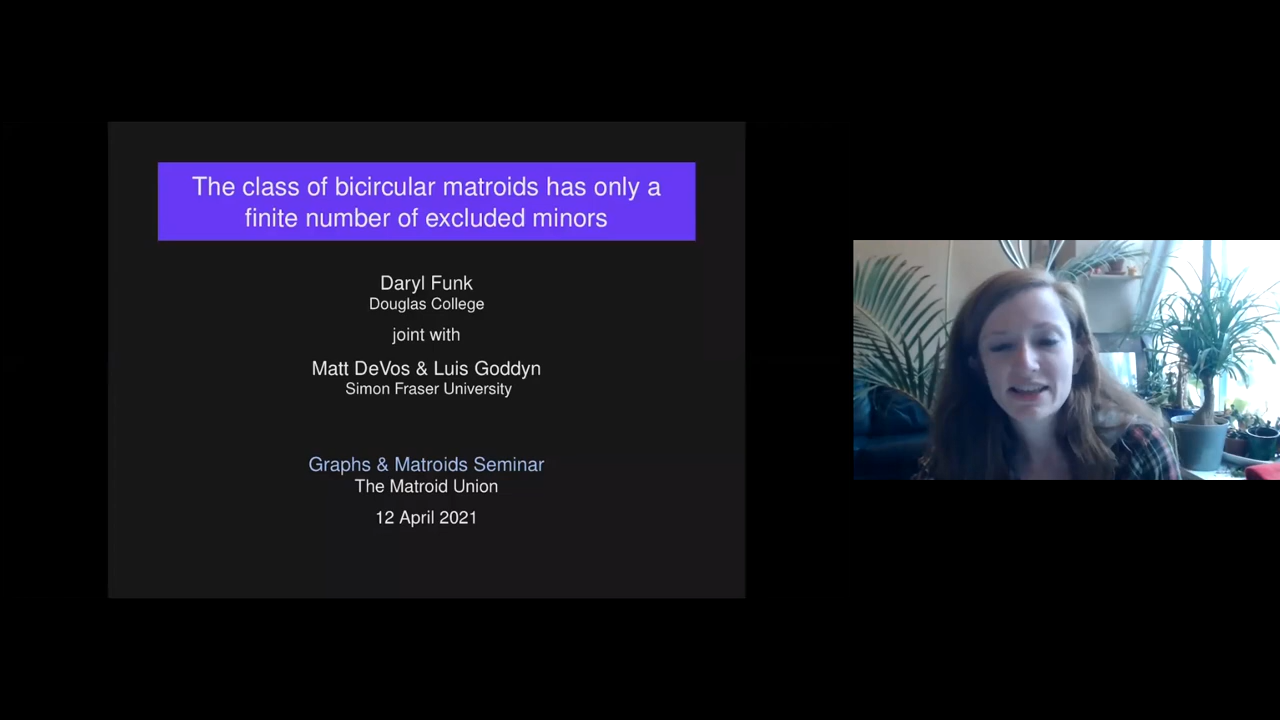 The class of bicircular matroids has only a
finite number of excluded minors
Daryl Funk
Douglas College
joint with
Matt DeVos & Luis Goddyn
Simon Fraser University
Graphs & Matroids Seminar
The Matroid Union
12 April 2021